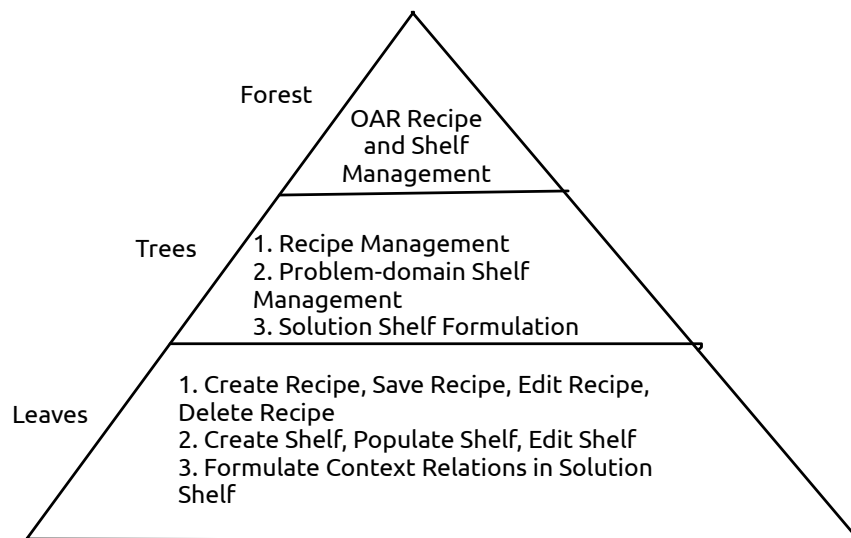 Forest
OAR Recipe
and Shelf
Management
Trees
1. Recipe Management
2. Problem-domain Shelf
Management
3. Solution Shelf Formulation
Leaves
1. Create Recipe, Save Recipe, Edit Recipe,
Delete Recipe
2. Create Shelf, Populate Shelf, Edit Shelf
3. Formulate Context Relations in Solution
Shelf